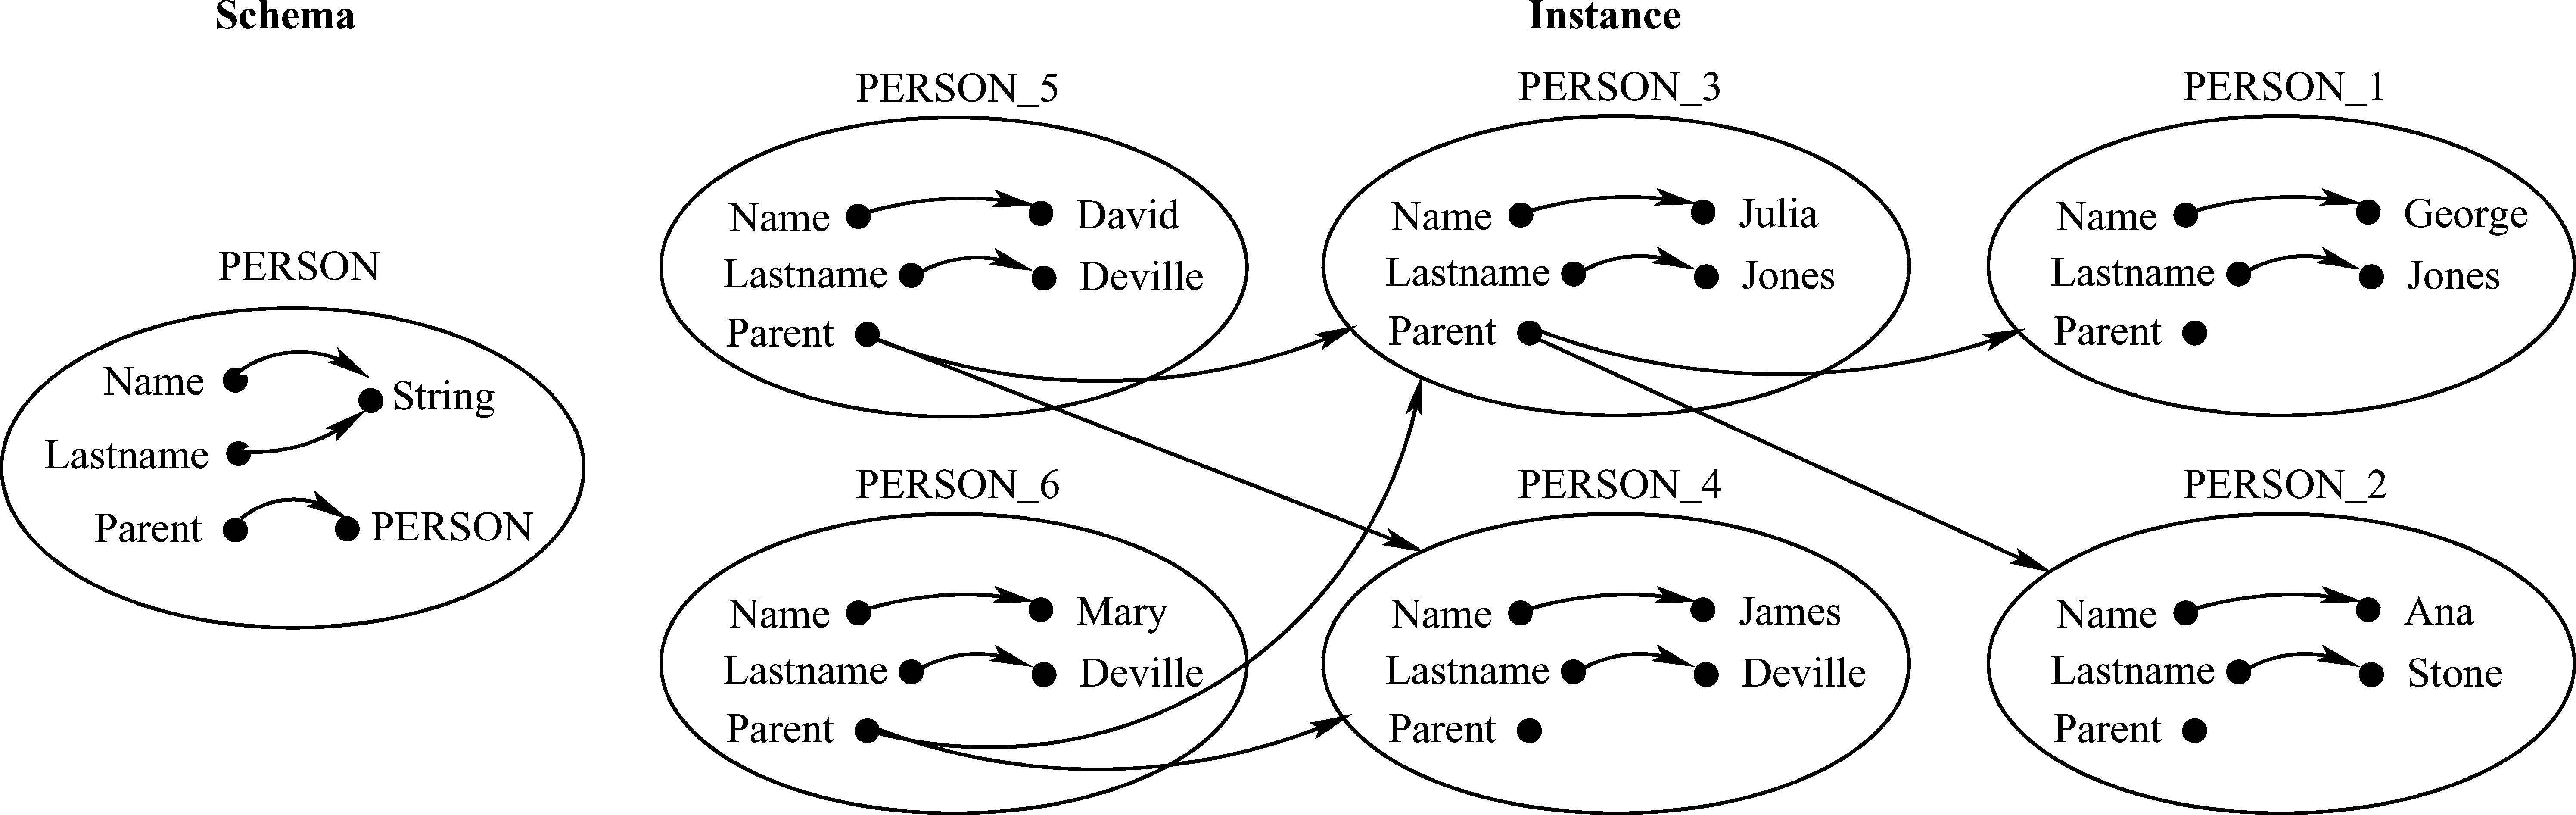 Schema
Instance
PERSON
Name
String
Lastname
Parent
PERSON
PERSON_5
Name
David
Lastname
Deville
Parent
PERSON_3
Name
Julia
Lastname
Jones
Parent
PERSON_1
Name
George
Lastname
Jones
Parent
PERSON_6
Name
Mary
Lastname
Deville
Parent
PERSON_4
Name
James
Lastname
Deville
Parent
PERSON_2
Name
Ana
Lastname
Stone
Parent